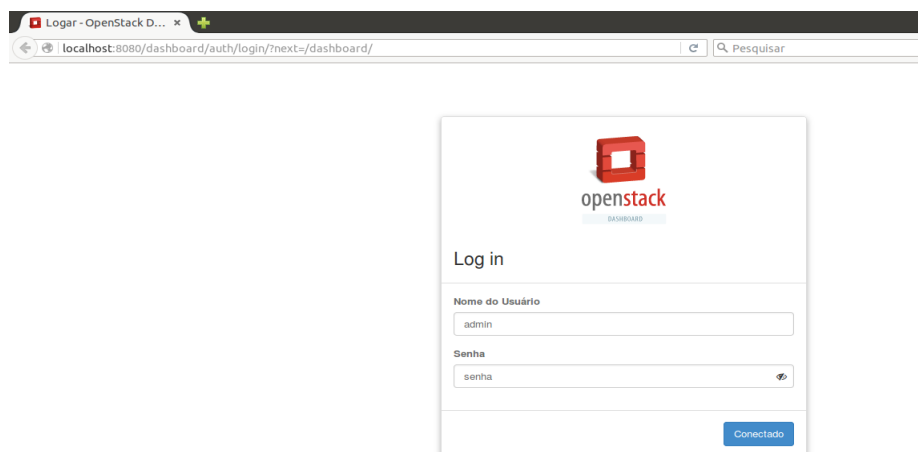 Logar - OpenStack D...
localhost:8080/dashboard/auth/login/?next=/dashboard/
Pesquisar
openstack
DASHBOARD
Log in
Nome do Usuário
admin
Senha
senha
Conectado